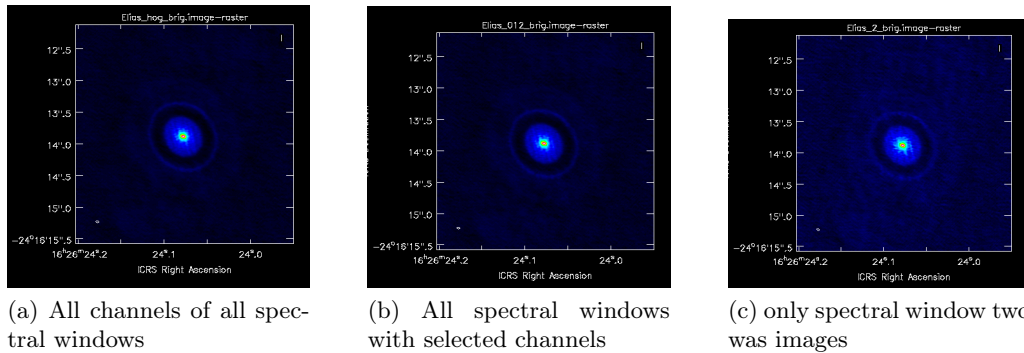 Elias_hog_brig.image-raster
12".5
13".0
13".5
14".0
14".5
15".0
-24°16'15".5
16ʰ26ᵐ24ˢ.2
24ˢ.1
24ˢ.0
ICRS Right Ascension
(a) All channels of all spec-
tral windows
Elias_012_brig.image-raster
12".5
13".0
13".5
14".0
14".5
15".0
-24°16'15".5
16ʰ26ᵐ24ˢ.2
24ˢ.1
24ˢ.0
ICRS Right Ascension
(b) All spectral windows
with selected channels
Elias_2_brig.image-raster
12".5
13".0
13".5
14".0
14".5
15".0
-24°16'15".5
16ʰ26ᵐ24ˢ.2
24ˢ.1
24ˢ.0
ICRS Right Ascension
(c) only spectral window two
was images